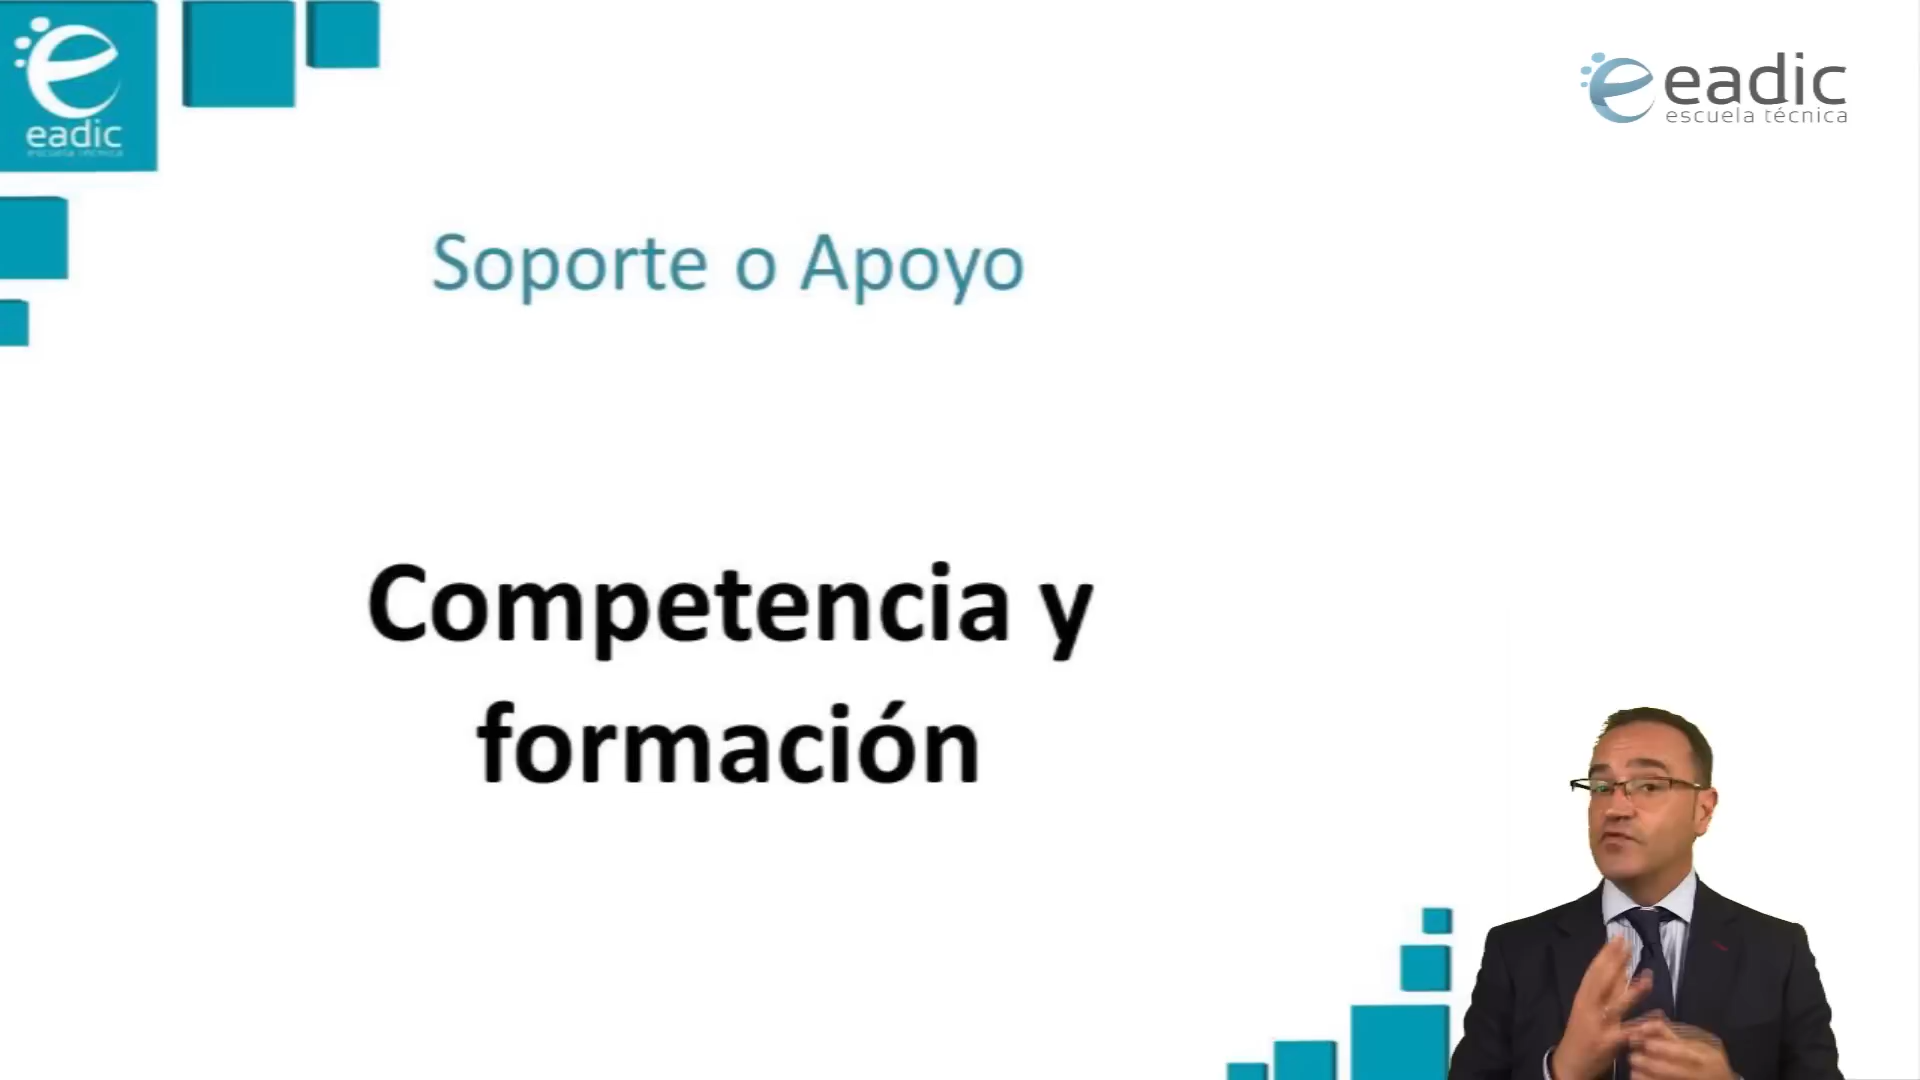 eadic
escuela técnica
eadic
escuela técnica
Soporte o Apoyo
Competencia y
formación